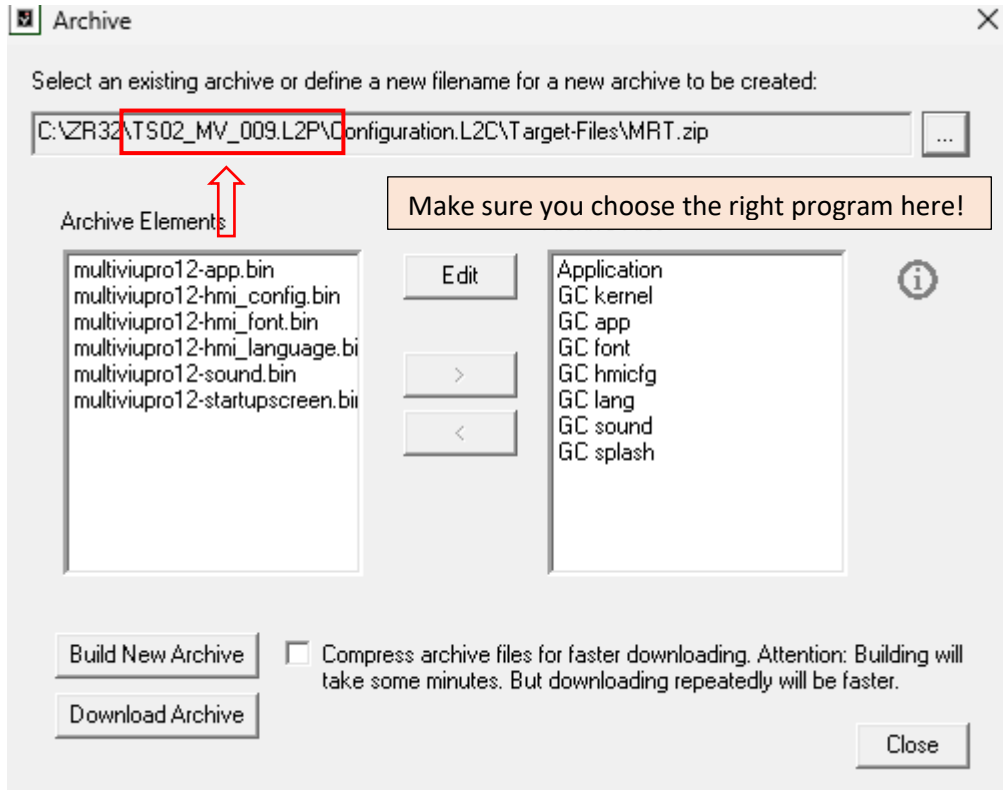 Archive
Select an existing archive or define a new filename for a new archive to be created:
C:\ZR32\TS02_MV_009.L2P\Configuration.L2C\Target-Files\MRT.zip
...
Make sure you choose the right program here!
Archive Elements
multiviupro12-app.bin
multiviupro12-hmi_config.bin
multiviupro12-hmi_font.bin
multiviupro12-hmi_language.bi
multiviupro12-sound.bin
multiviupro12-startupscreen.bii
Edit
>
<
Application
GC kernel
GC app
GC font
GC hmicfg
GC lang
GC sound
GC splash
Build New Archive
Compress archive files for faster downloading. Attention: Building will
take some minutes. But downloading repeatedly will be faster.
Download Archive
Close